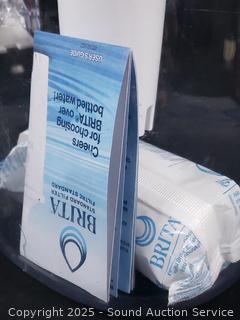 USER'S GUIDE
Cheers
for choosing
BRITA® over
bottled water!
STANDARD FILTER
FILTRE STANDARD
BRITA
BRITA
Copyright 2025 - Sound Auction Service